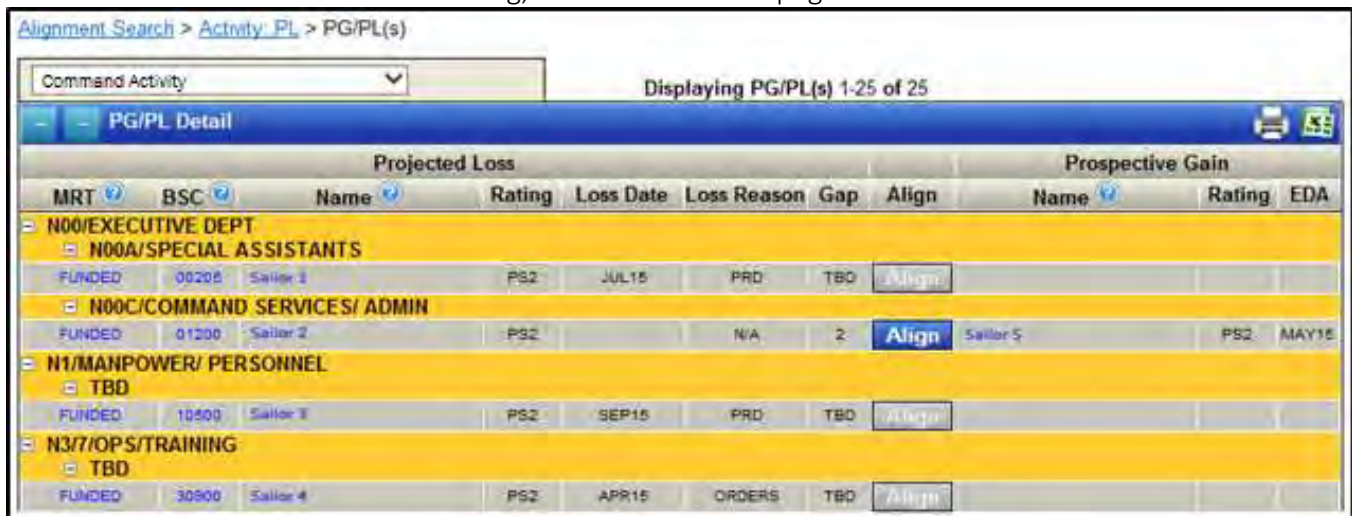 Alignment Search > Activity: PL > PG/PL(s)
Command Activity
Displaying PG/PL(s) 1-25 of 25
PG/PL Detail
Projected Loss Prospective Gain
MRT BSC Name Rating Loss Date Loss Reason Gap Align Name Rating EDA
N00/EXECUTIVE DEPT
N00A/SPECIAL ASSISTANTS
FUNDED 00205 Sailor 1 PS2 JUL15 PRD TBD Align
N00C/COMMAND SERVICES/ ADMIN
FUNDED 01200 Sailor 2 PS2 N/A 2 Align Sailor 5 PS2 MAY15
N1/MANPOWER/ PERSONNEL
TBD
FUNDED 10500 Sailor 3 PS2 SEP15 PRD TBD Align
N3/7/OPS/TRAINING
TBD
FUNDED 30900 Sailor 4 PS2 APR15 ORDERS TBD Align